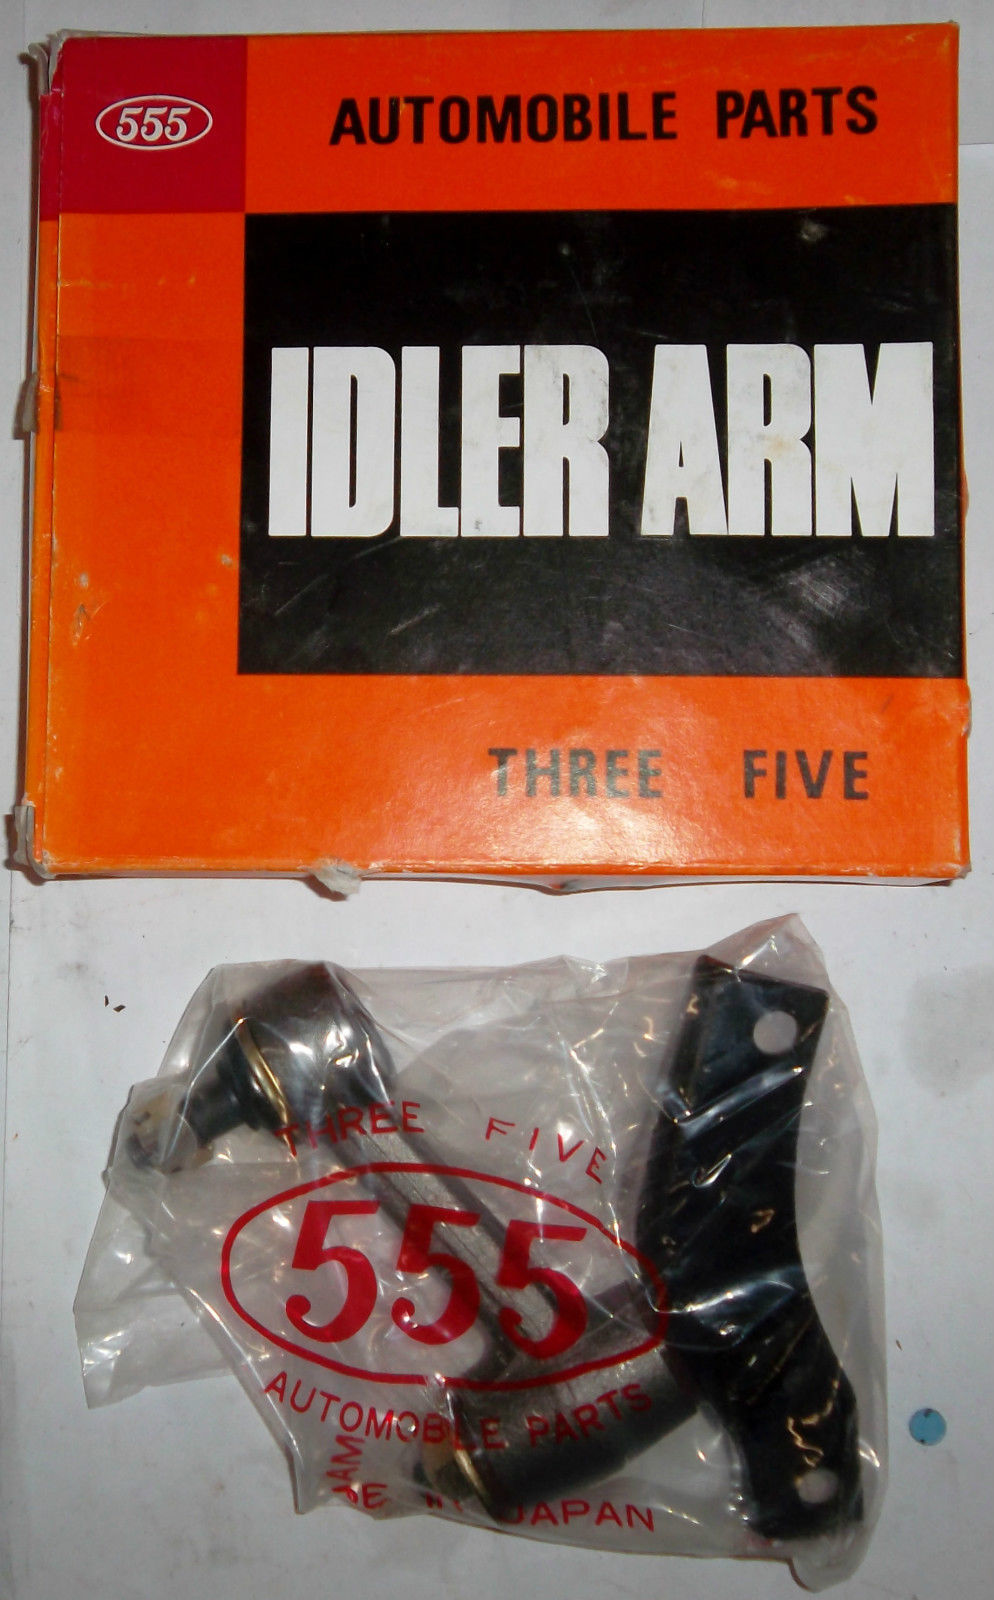 555
AUTOMOBILE PARTS
IDLER ARM
THREE FIVE
THREE FIVE
555
AUTOMOBILE PARTS
JAPAN